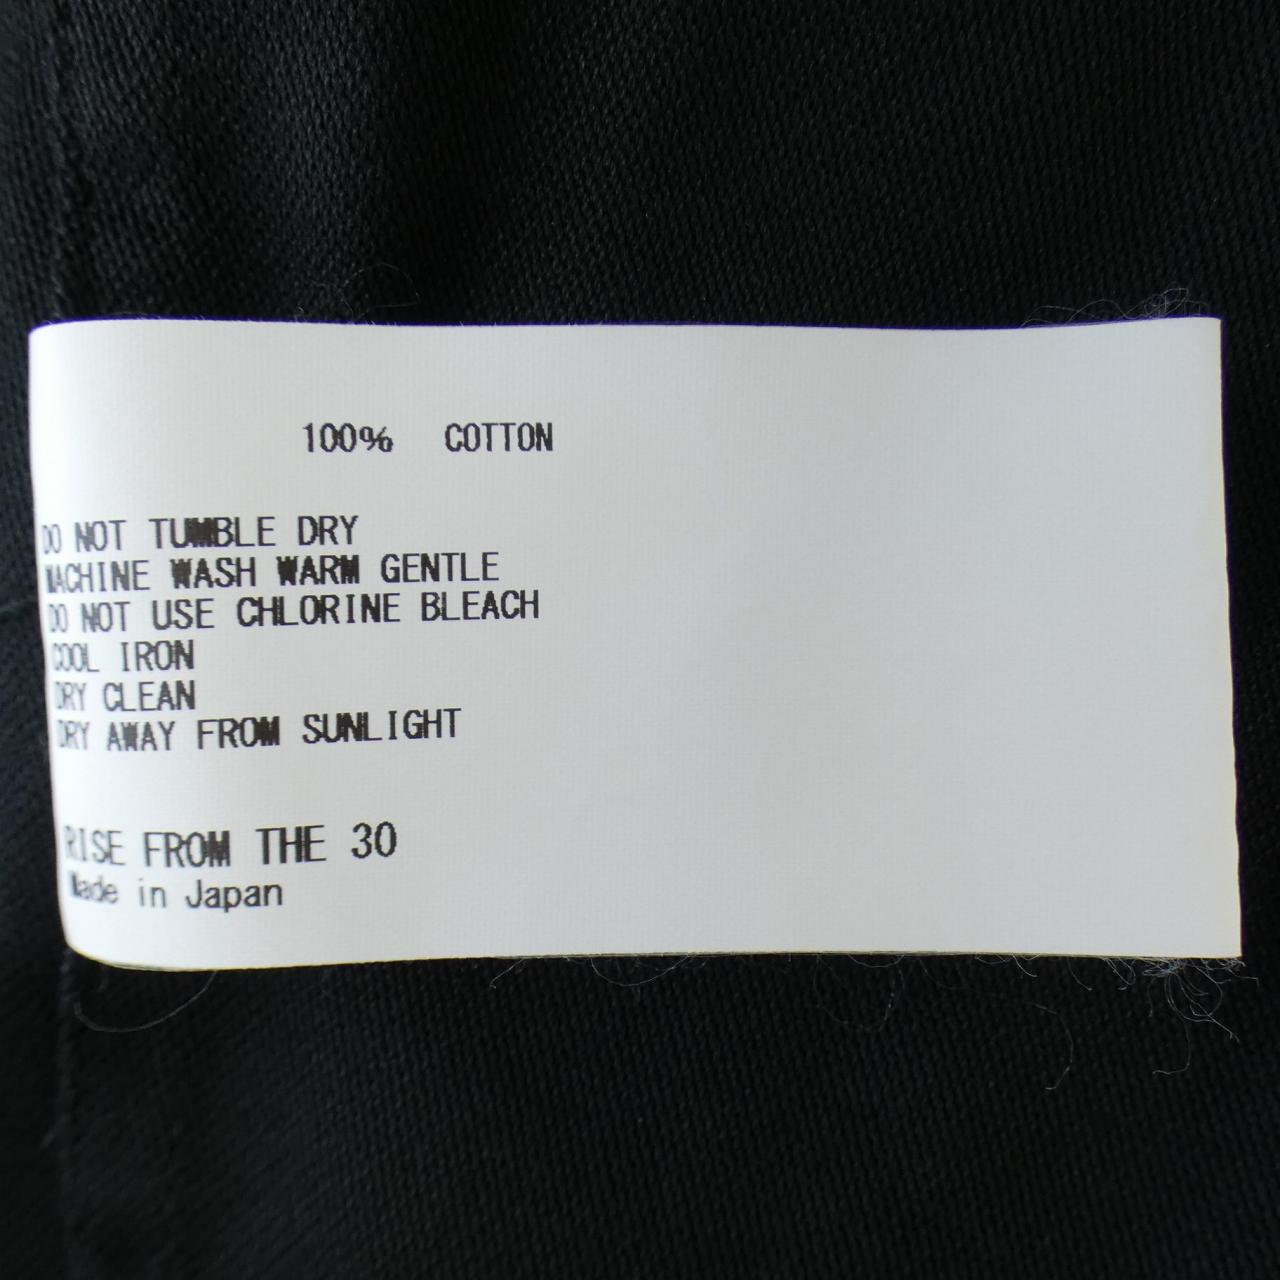 100% COTTON
DO NOT TUMBLE DRY
MACHINE WASH WARM GENTLE
DO NOT USE CHLORINE BLEACH
COOL IRON
DRY CLEAN
DRY AWAY FROM SUNLIGHT
RISE FROM THE 30
Made in Japan